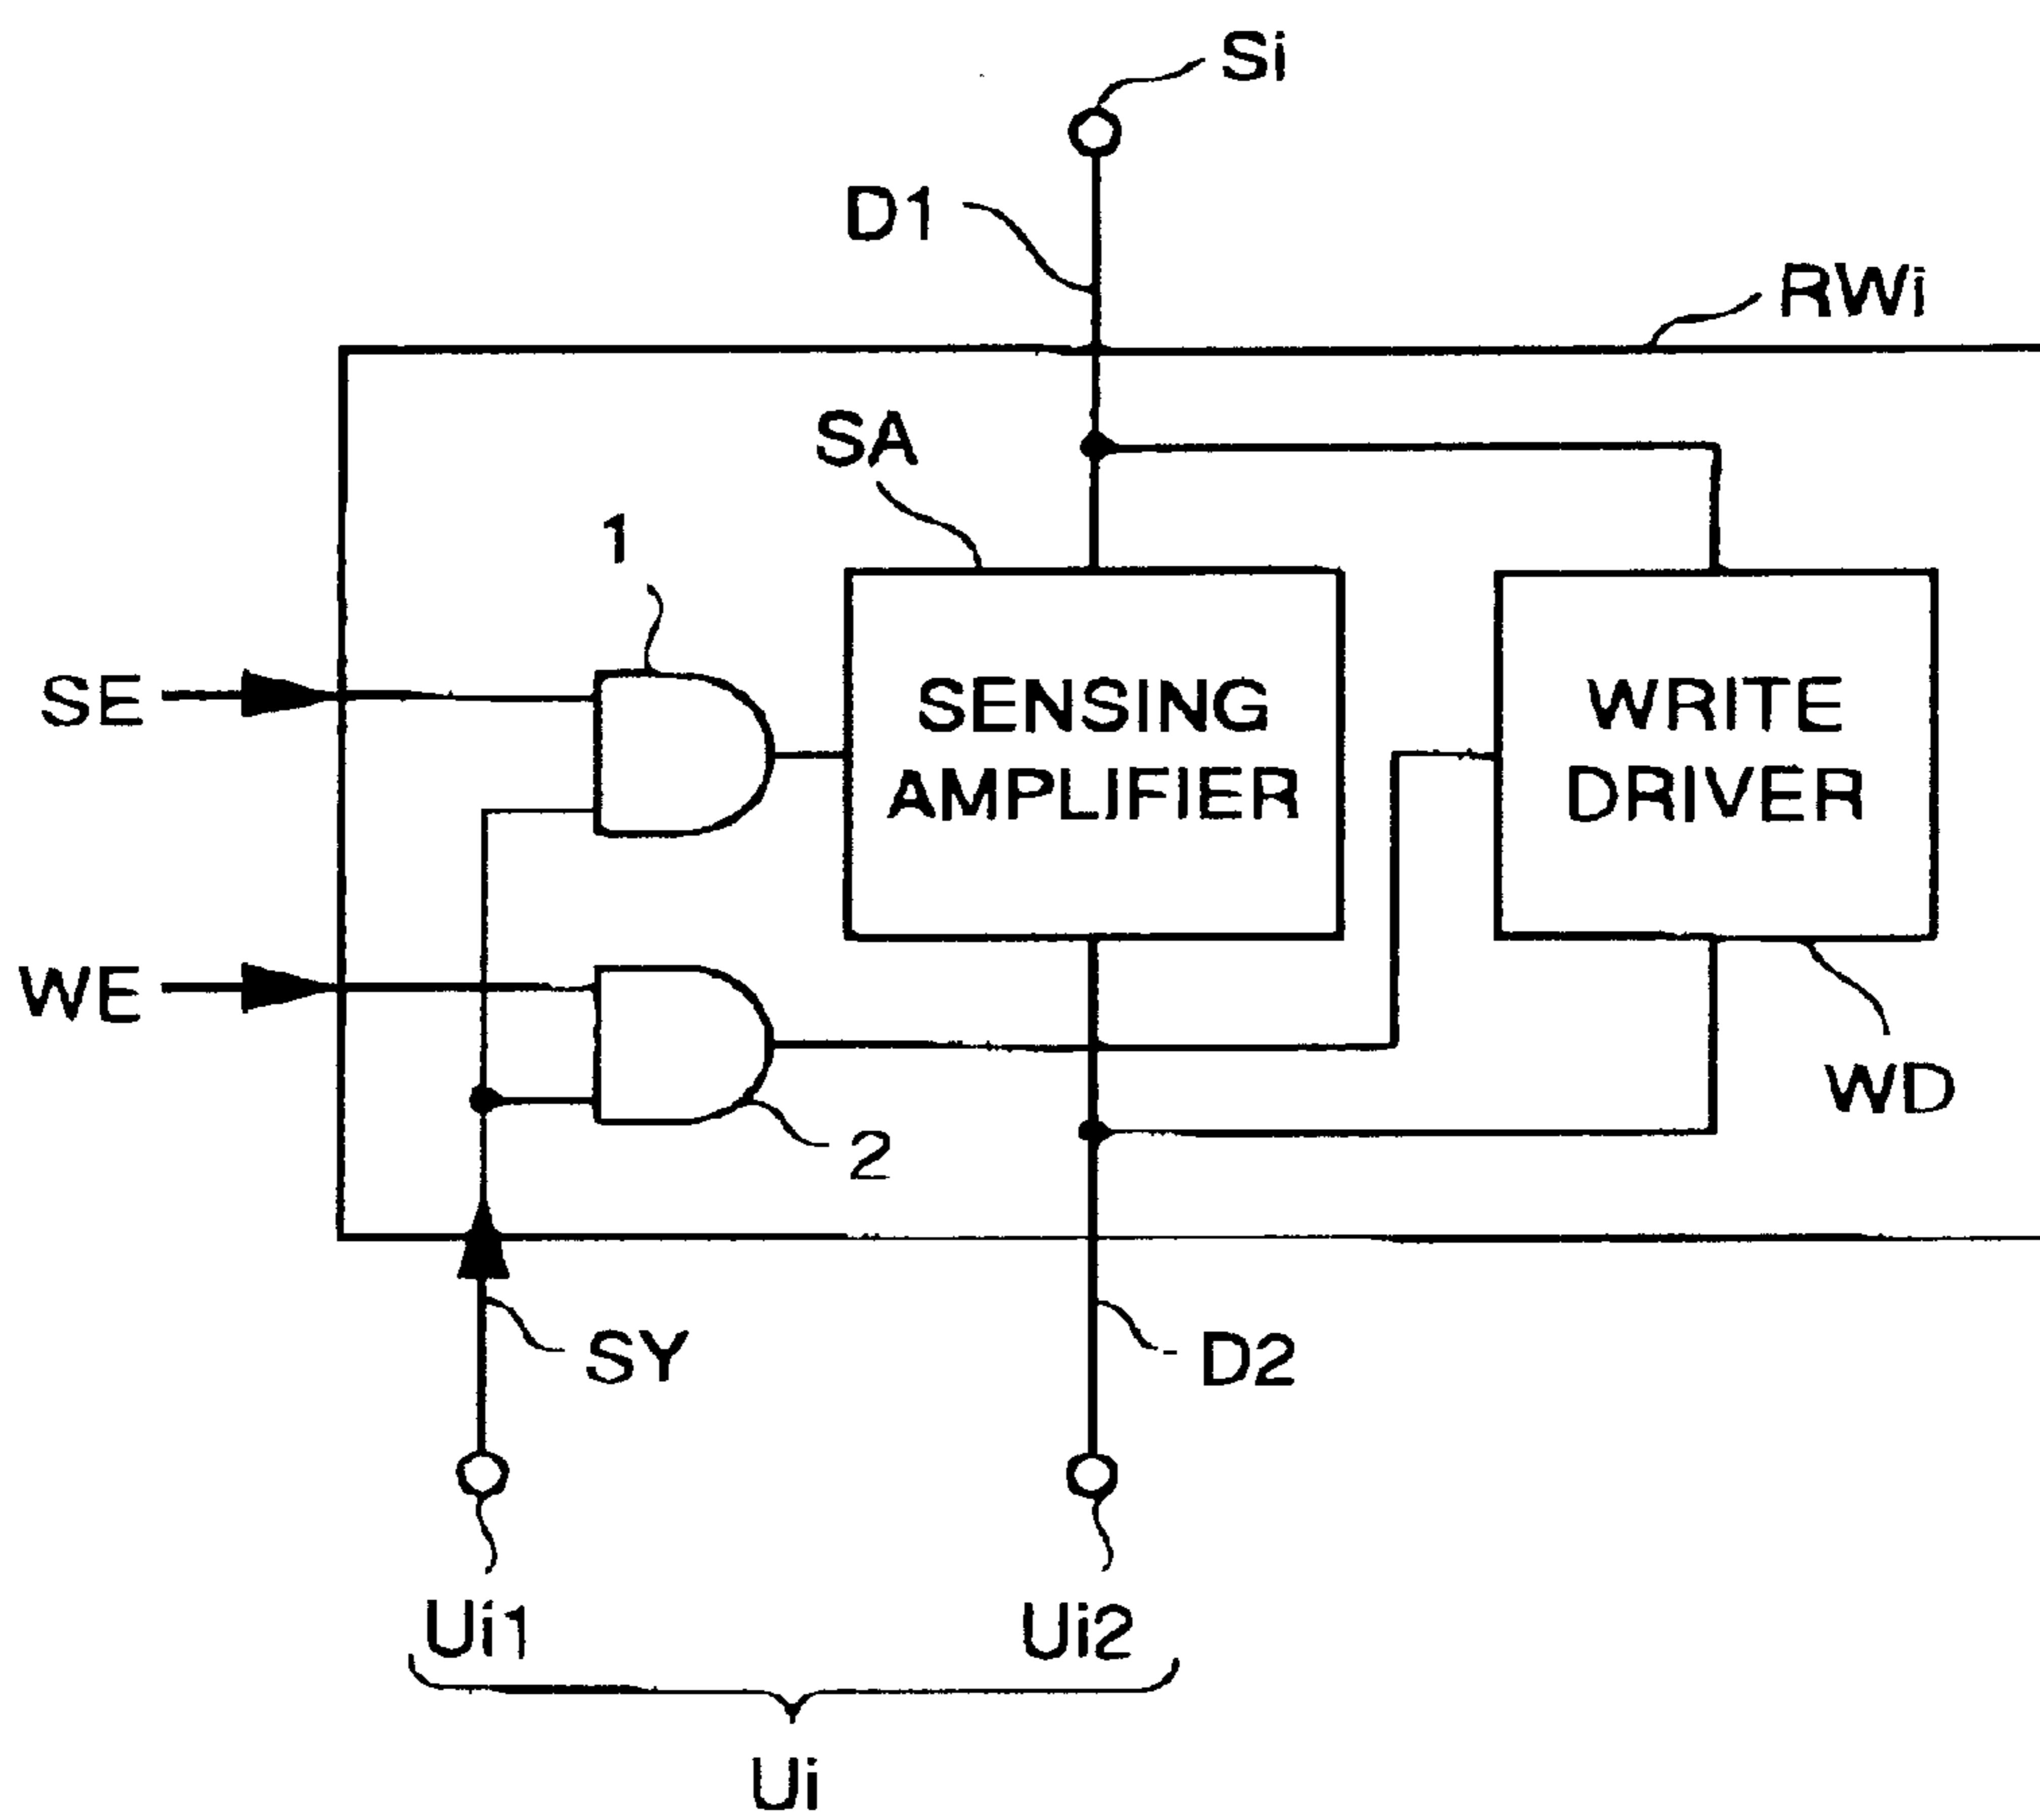 Si
D1
RWi
SA
1
SE
SENSING
AMPLIFIER
WRITE
DRIVER
WE
WD
2
SY
D2
Ui1
Ui2
Ui